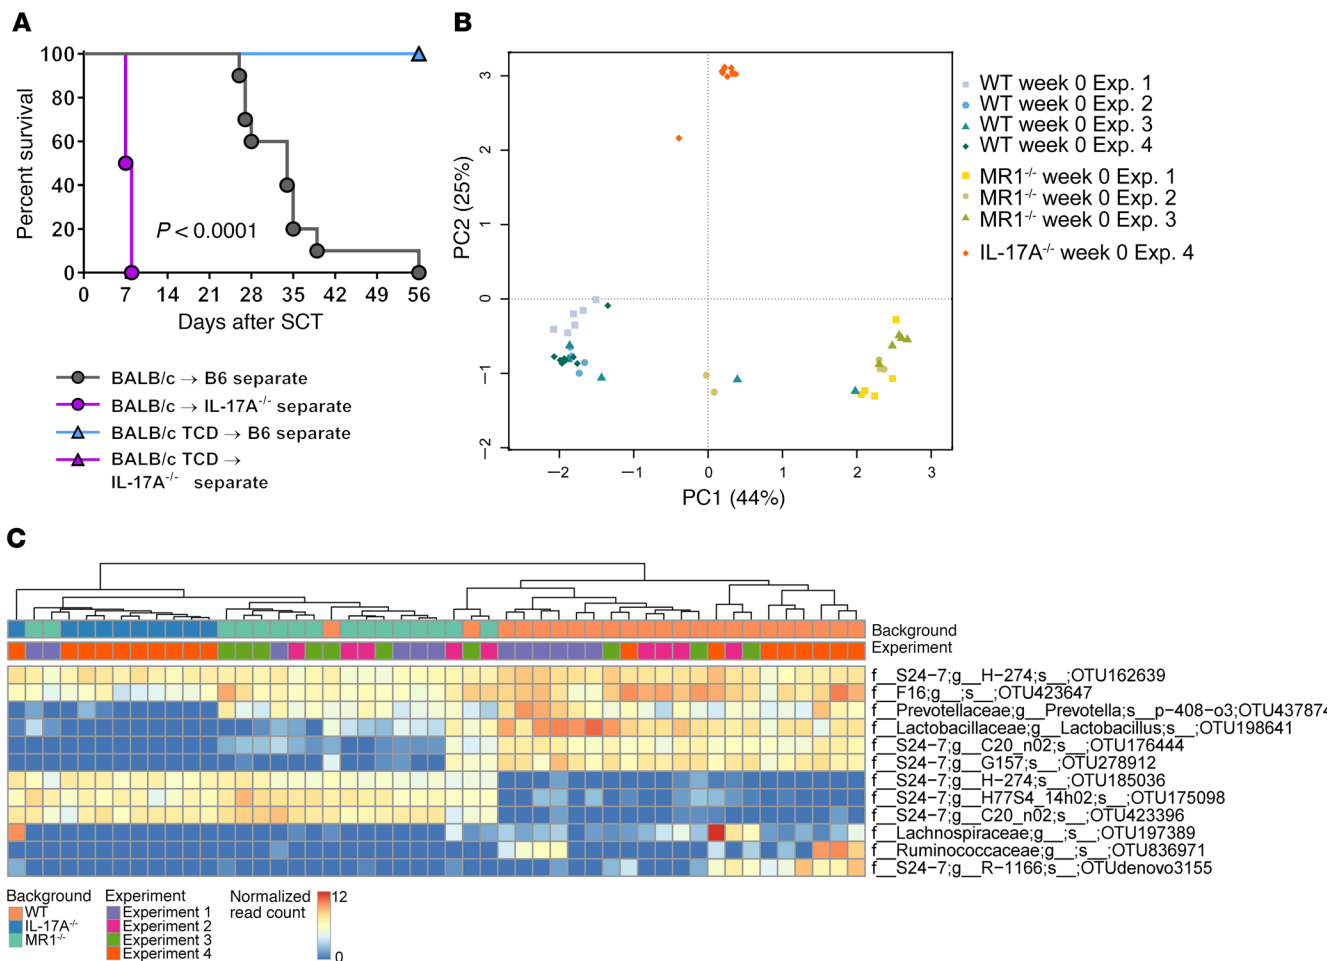 A
100
80
60
40
20
0
Percent survival
P < 0.0001
0 7 14 21 28 35 42 49 56
Days after SCT
BALB/c → B6 separate
BALB/c → IL-17A-/- separate
BALB/c TCD → B6 separate
BALB/c TCD →
IL-17A-/- separate
B
3
2
1
0
−1
−2
PC2 (25%)
−2 −1 0 1 2 3
PC1 (44%)
WT week 0 Exp. 1
WT week 0 Exp. 2
WT week 0 Exp. 3
WT week 0 Exp. 4
MR1-/- week 0 Exp. 1
MR1-/- week 0 Exp. 2
MR1-/- week 0 Exp. 3
IL-17A-/- week 0 Exp. 4
C
Background
Experiment
f__S24−7;g__H−274;s__;OTU162639
f__F16;g__;s__;OTU423647
f__Prevotellaceae;g__Prevotella;s__p−408−o3;OTU437874
f__Lactobacillaceae;g__Lactobacillus;s__;OTU198641
f__S24−7;g__C20_n02;s__;OTU176444
f__S24−7;g__G157;s__;OTU278912
f__S24−7;g__H−274;s__;OTU185036
f__S24−7;g__H77S4_14h02;s__;OTU175098
f__S24−7;g__C20_n02;s__;OTU423396
f__Lachnospiraceae;g__;s__;OTU197389
f__Ruminococcaceae;g__;s__;OTU836971
f__S24−7;g__R−1166;s__;OTUdenovo3155
Background
WT
IL-17A-/-
MR1-/-
Experiment
Experiment 1
Experiment 2
Experiment 3
Experiment 4
Normalized
read count
12
0